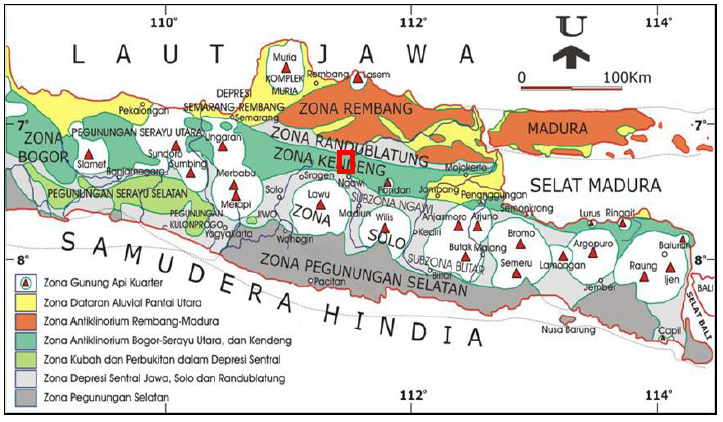 110°
112°
114°
LAUT JAWA
U
0 100Km
Muria
KOMPLEK
MURIA
Rembang
Lasem
DEPRESI
SEMARANG-REMBANG
Semarang
Pekalongan
ZONA REMBANG
MADURA
7°
7°
ZONA
BOGOR
PEGUNUNGAN SERAYU UTARA
Ungaran
ZONA RANDUBLATUNG
ZONA KENDENG
Mojokerto
SELAT MADURA
Slamet
Sundoro
Sumbing
Banjarnegara
Merbabu
Merapi
Sragen
Ngawi
Pandan
Jombang
Penanggungan
Semongkrong
PEGUNUNGAN SERAYU SELATAN
Solo
Lawu
ZONA
SOLO
SUBZONA NGAWI
Madiun
Wilis
Anjasmoro
Arjuno
Lurus
Ringgit
PEGUNUNGAN
KULONPROGO
JIWO
Yogyakarta
Wonogiri
Kediri
Butak
Malang
Bromo
Argopuro
Baluran
SUBZONA BLITAR
Blitar
Semeru
Lamongan
Raung
Ijen
BALI
8°
8°
ZONA PEGUNUNGAN SELATAN
Pacitan
Jember
SELAT BALI
SAMUDERA HINDIA
Nusa Barung
Capil
Zona Gunung Api Kuarter
Zona Dataran Aluvial Pantai Utara
Zona Antiklinorium Rembang-Madura
Zona Antiklinorium Bogor-Serayu Utara, dan Kendeng
Zona Kubah dan Perbukitan dalam Depresi Sentral
Zona Depresi Sentral Jawa, Solo dan Randublatung
Zona Pegunungan Selatan
110°
112°
114°